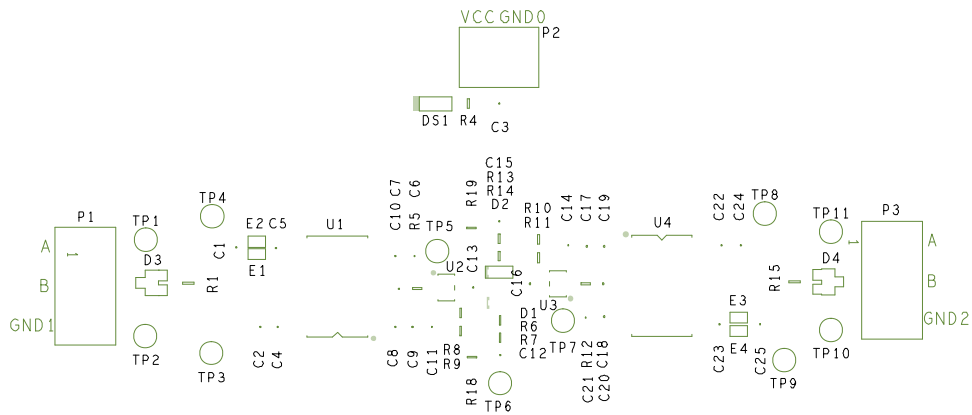 VCC GND0
P2
DS1 R4 C3
C15
R13
R14
D2
R19
C7 C6
C10 R5
R10
R11
C14 C17 C19
C22 C24
TP8
TP4
P1 TP1 E2 C5 U1 TP5 U4 TP11 P3
C1
E1
A A
D3 U2 C13 C16 D4
B R1 R15 B
U3
GND1 GND2
E3
E4
D1
R6
R7
C12
TP7
TP2 TP3 C2 C4 C8 C9 C11
R8
R9
R18
TP6
C21 R12 C20 C18
C23 C25 TP9 TP10
1
1